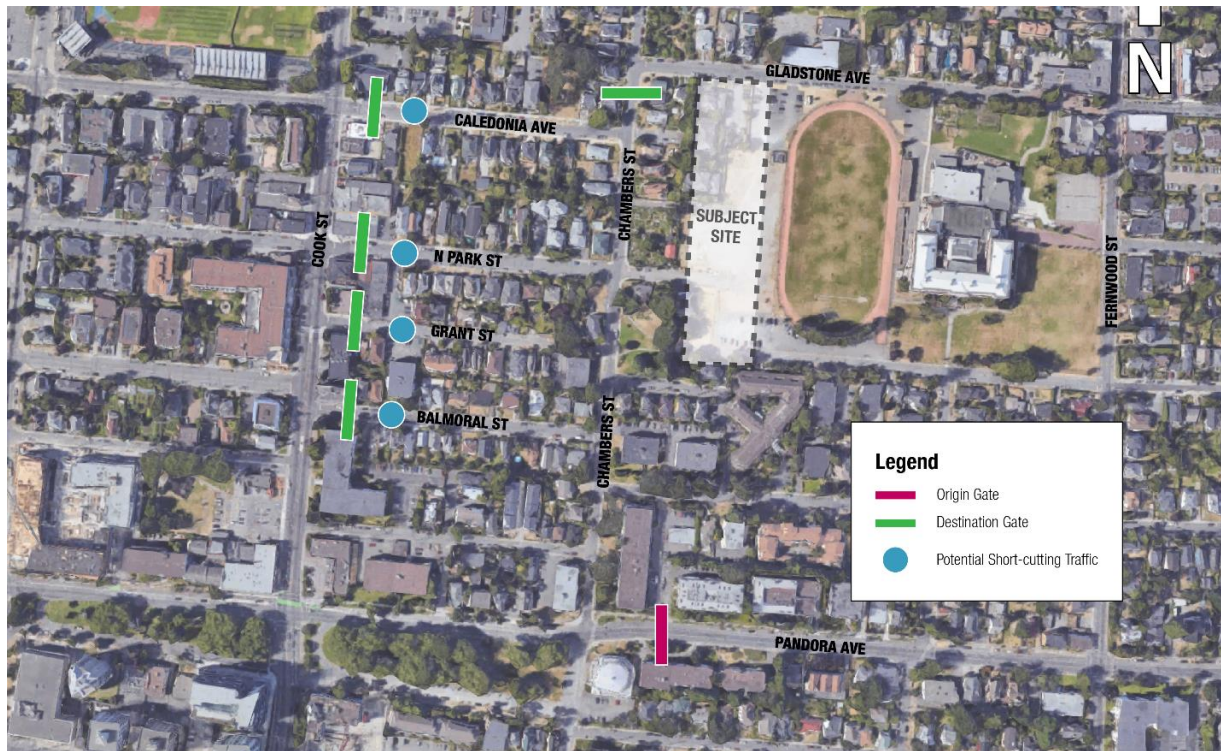 N
GLADSTONE AVE
CALEDONIA AVE
CHAMBERS ST
SUBJECT
SITE
COOK ST
N PARK ST
FERNWOOD ST
GRANT ST
BALMORAL ST
CHAMBERS ST
Legend
Origin Gate
Destination Gate
Potential Short-cutting Traffic
PANDORA AVE